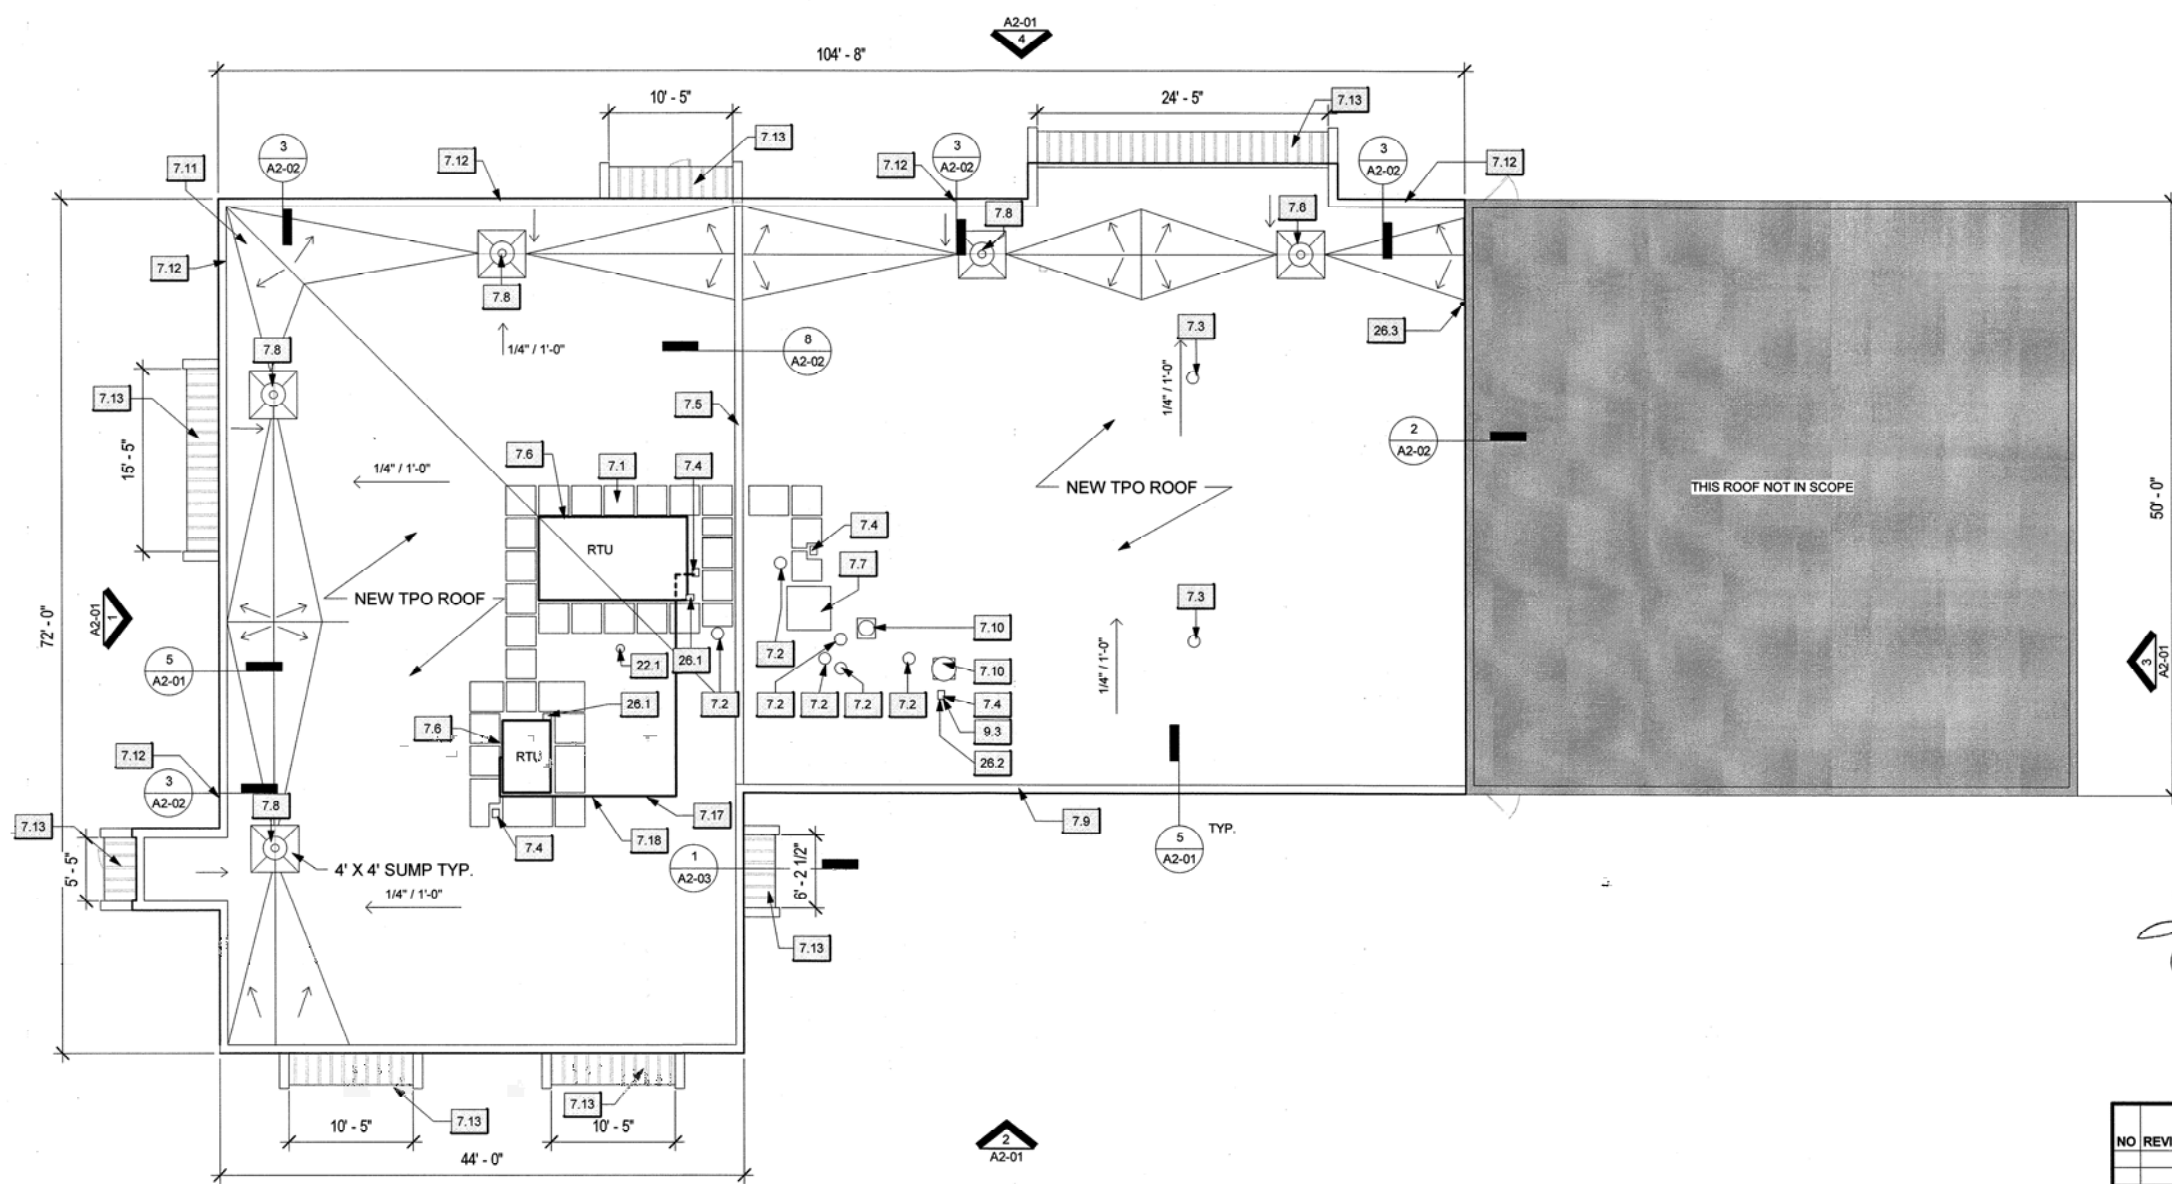 A2-01
4
104' - 8"
10' - 5"
24' - 5"
7.13
7.13
3
A2-02
7.11
7.12
7.12
3
A2-02
3
A2-02
7.12
7.8
7.8
7.12
7.8
1/4" / 1'-0"
8
A2-02
7.3
26.3
7.8
1/4" / 1'-0"
7.13
15' - 5"
7.5
2
A2-02
7.6
7.1
7.4
1/4" / 1'-0"
NEW TPO ROOF
THIS ROOF NOT IN SCOPE
50' - 0"
7.4
RTU
7.7
NEW TPO ROOF
7.3
A2-01
1
72' - 0"
7.10
7.2
26.1
22.1
7.10
1/4" / 1'-0"
3
A2-01
5
A2-01
26.1
7.2
7.2
7.2
7.2
7.2
7.4
7.6
9.3
RTU
26.2
7.12
3
A2-02
7.8
7.17
7.9
7.13
7.18
7.4
TYP.
5
A2-01
5' - 5"
4' X 4' SUMP TYP.
1
A2-03
6' - 2 1/2"
1/4" / 1'-0"
7.13
7.13
7.13
10' - 5"
10' - 5"
44' - 0"
2
A2-01
NO